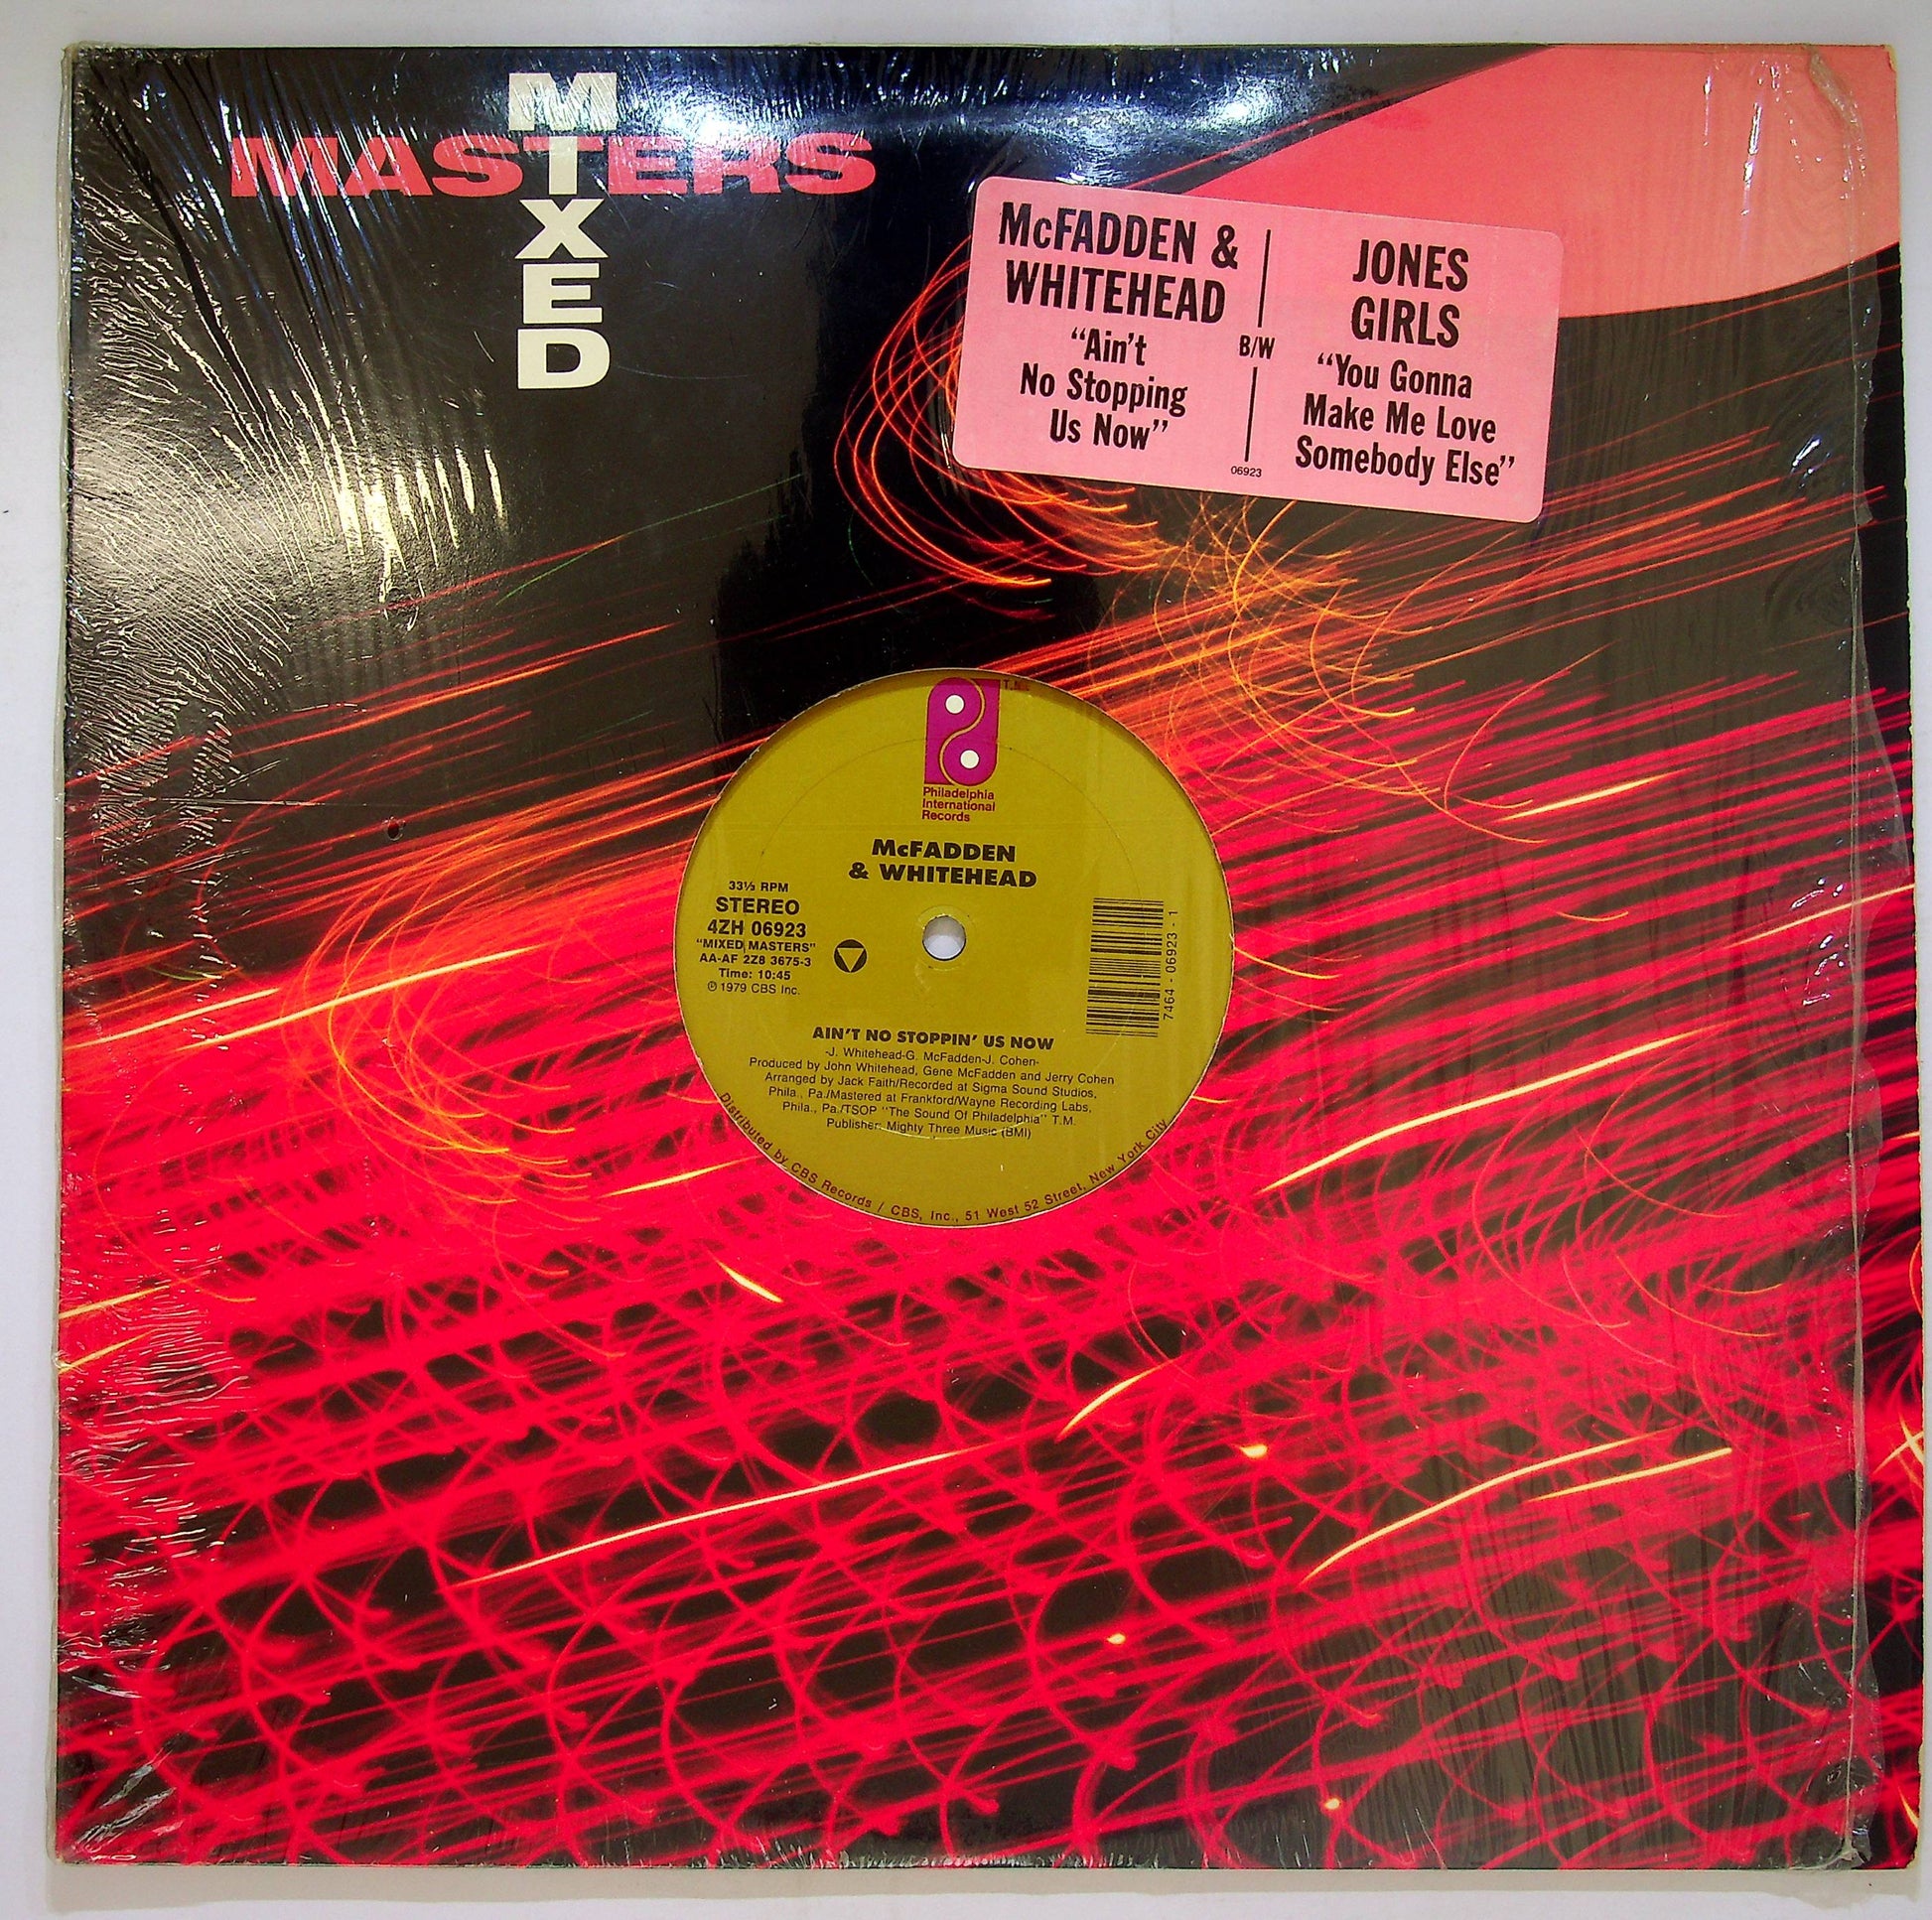 MIXED
MASTERS
McFADDEN &
WHITEHEAD
"Ain't
No Stopping
Us Now"
B/W
06923
JONES
GIRLS
"You Gonna
Make Me Love
Somebody Else"
T.M.
Philadelphia
International
Records
McFADDEN
& WHITEHEAD
33⅓ RPM
STEREO
4ZH 06923
"MIXED MASTERS"
AA-AF 2Z8 3675-3
Time: 10:45
℗ 1979 CBS Inc.
7464 - 06923 - 1
AIN'T NO STOPPIN' US NOW
-J. Whitehead-G. McFadden-J. Cohen-
Produced by John Whitehead, Gene McFadden and Jerry Cohen
Arranged by Jack Faith/Recorded at Sigma Sound Studios,
Phila., Pa./Mastered at Frankford/Wayne Recording Labs,
Phila., Pa./TSOP "The Sound Of Philadelphia" T.M.
Publisher: Mighty Three Music (BMI)
Distributed by CBS Records / CBS, Inc., 51 West 52 Street, New York City